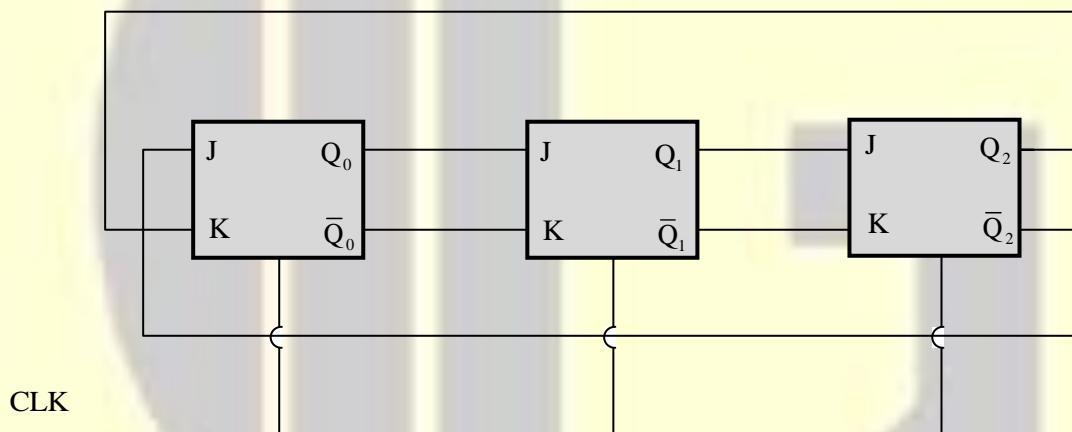 J Q₀ J Q₁ J Q₂
K Q̄₀ K Q̄₁ K Q̄₂
CLK